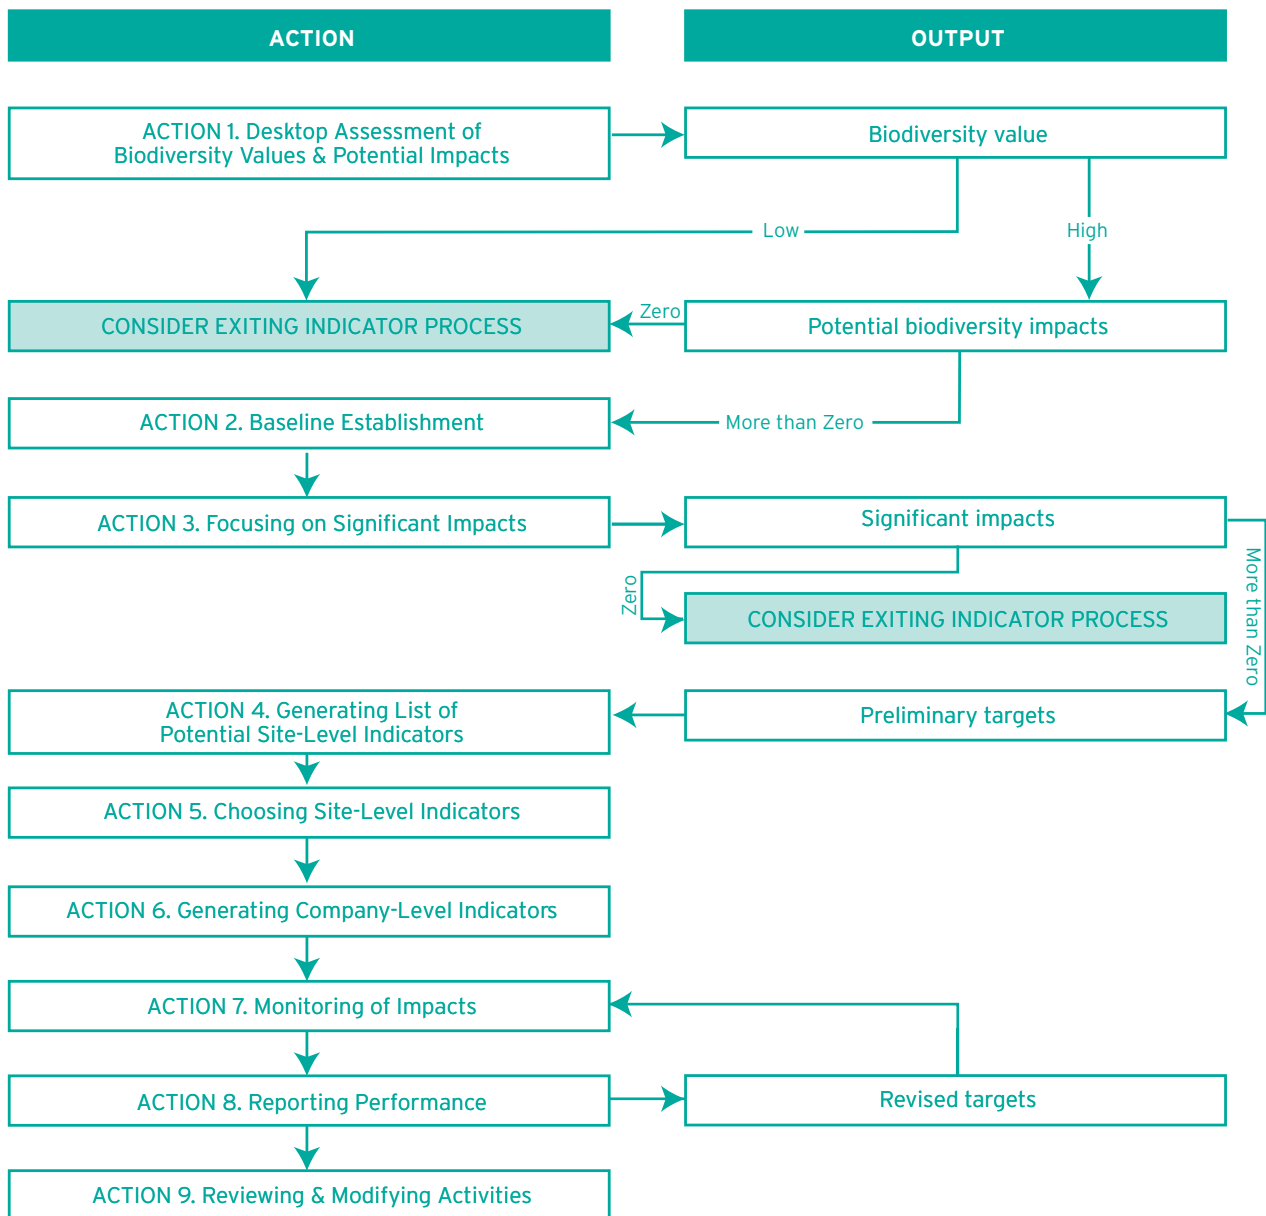 ACTION
OUTPUT
ACTION 1. Desktop Assessment of
Biodiversity Values & Potential Impacts
Biodiversity value
Low
High
CONSIDER EXITING INDICATOR PROCESS
Zero
Potential biodiversity impacts
ACTION 2. Baseline Establishment
More than Zero
ACTION 3. Focusing on Significant Impacts
Significant impacts
Zero
More than Zero
CONSIDER EXITING INDICATOR PROCESS
ACTION 4. Generating List of
Potential Site-Level Indicators
Preliminary targets
ACTION 5. Choosing Site-Level Indicators
ACTION 6. Generating Company-Level Indicators
ACTION 7. Monitoring of Impacts
ACTION 8. Reporting Performance
Revised targets
ACTION 9. Reviewing & Modifying Activities